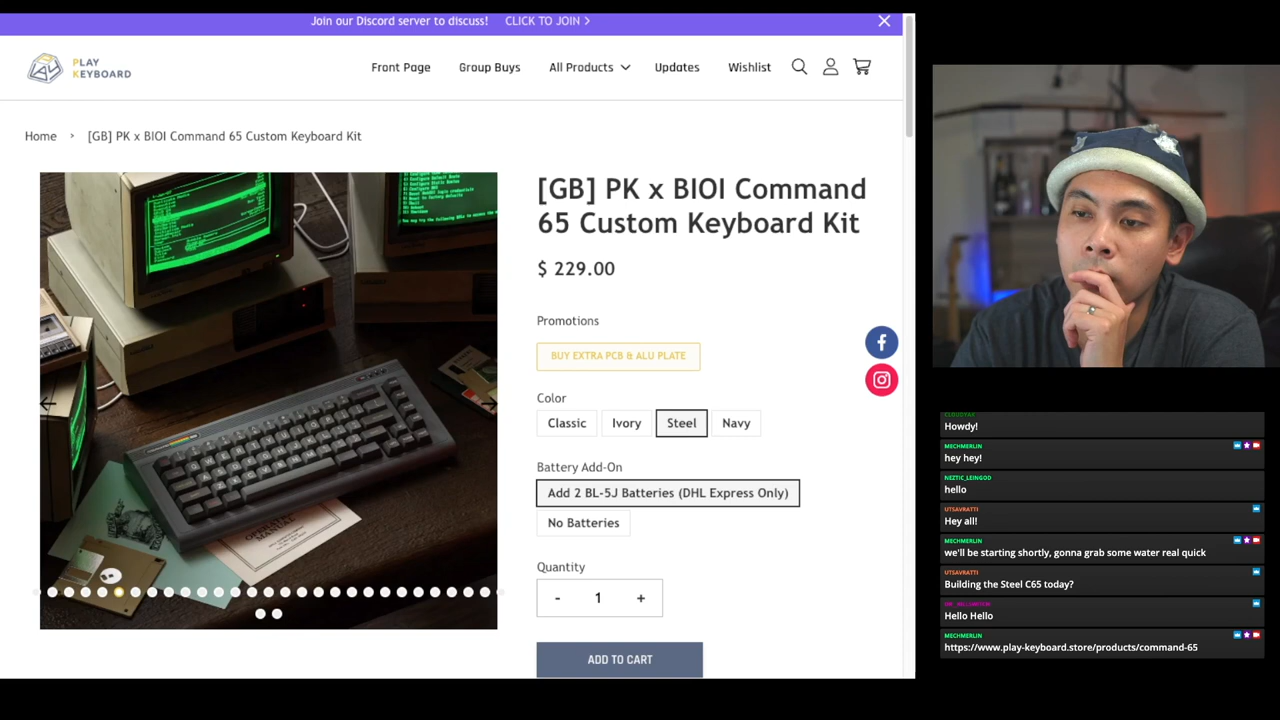 Join our Discord server to discuss! CLICK TO JOIN >
PLAY
KEYBOARD
Front Page Group Buys All Products Updates Wishlist
Home > [GB] PK x BIOI Command 65 Custom Keyboard Kit
[GB] PK x BIOI Command
65 Custom Keyboard Kit
$ 229.00
Promotions
BUY EXTRA PCB & ALU PLATE
Color
Classic Ivory Steel Navy
Battery Add-On
Add 2 BL-5J Batteries (DHL Express Only)
No Batteries
Quantity
- 1 +
ADD TO CART
CLOUDYAX
Howdy!
MECHMERLIN
hey hey!
NEZTIC_LEINGOD
hello
UTSAVRATTI
Hey all!
MECHMERLIN
we'll be starting shortly, gonna grab some water real quick
UTSAVRATTI
Building the Steel C65 today?
Hello Hello
MECHMERLIN
https://www.play-keyboard.store/products/command-65